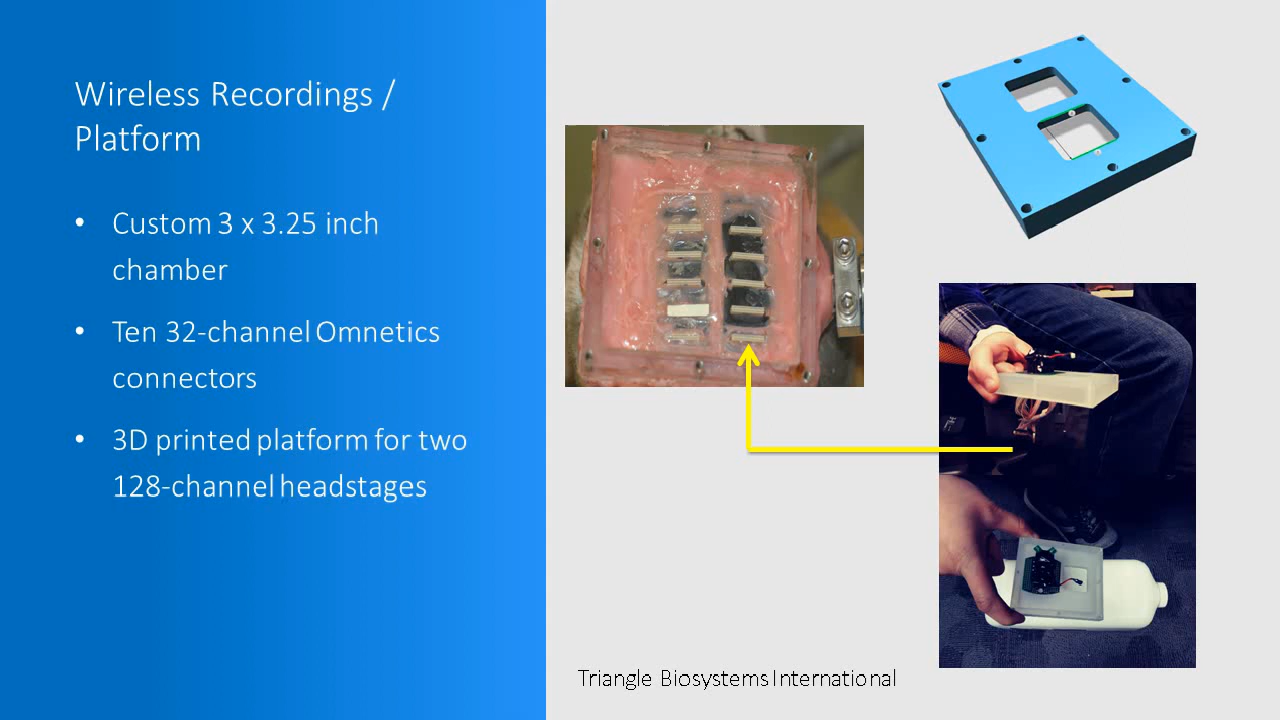 Wireless Recordings /
Platform
• Custom 3 x 3.25 inch
chamber
• Ten 32-channel Omnetics
connectors
• 3D printed platform for two
128-channel headstages
Triangle Biosystems International